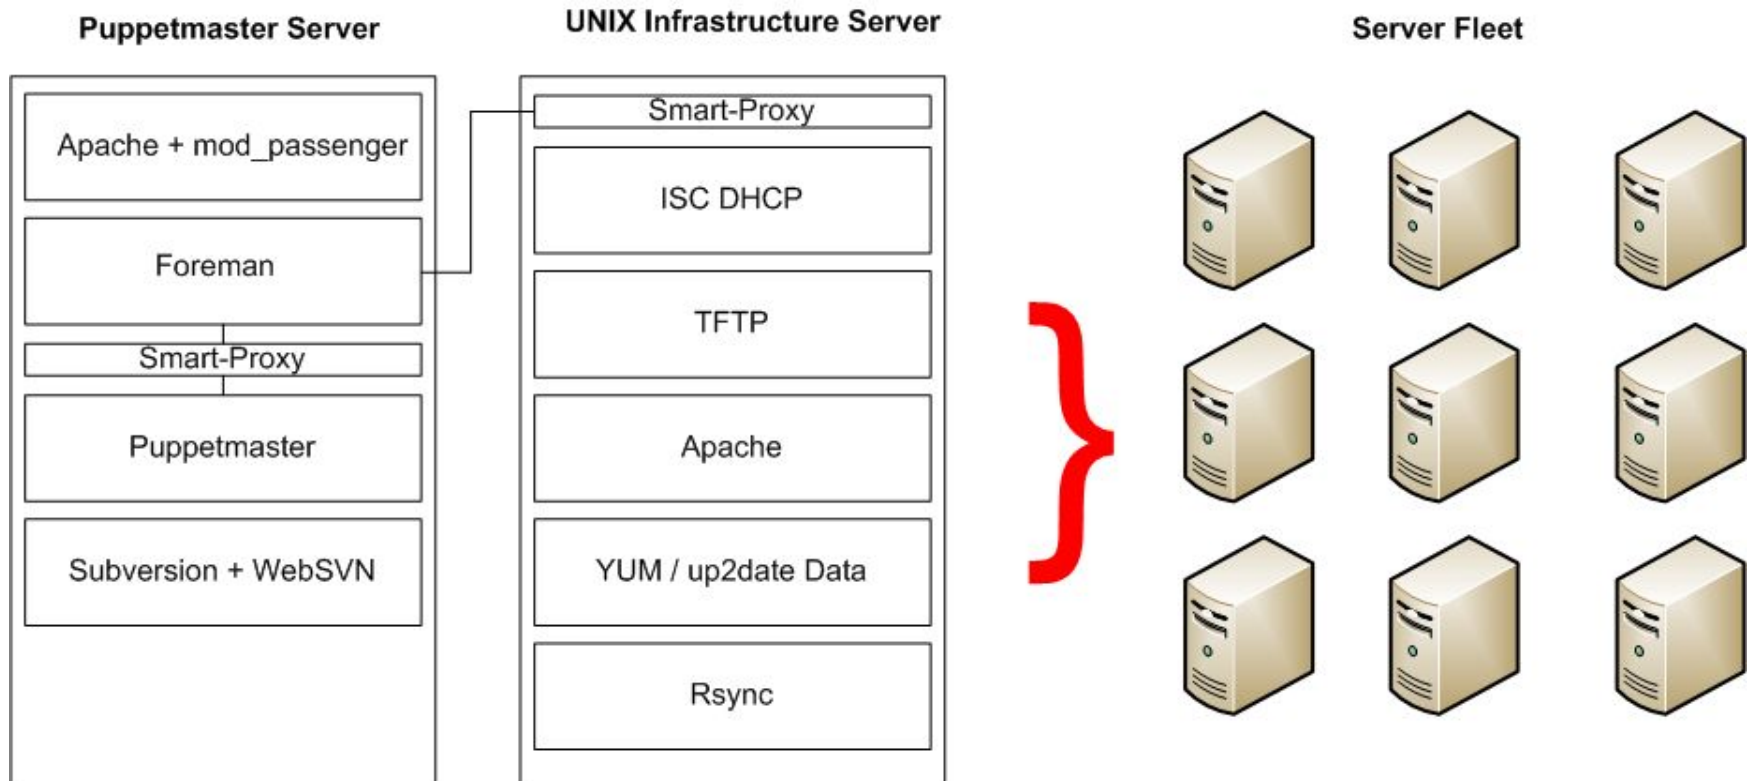 Puppetmaster Server
Apache + mod_passenger
Foreman
Smart-Proxy
Puppetmaster
Subversion + WebSVN
UNIX Infrastructure Server
Smart-Proxy
ISC DHCP
TFTP
Apache
YUM / up2date Data
Rsync
Server Fleet